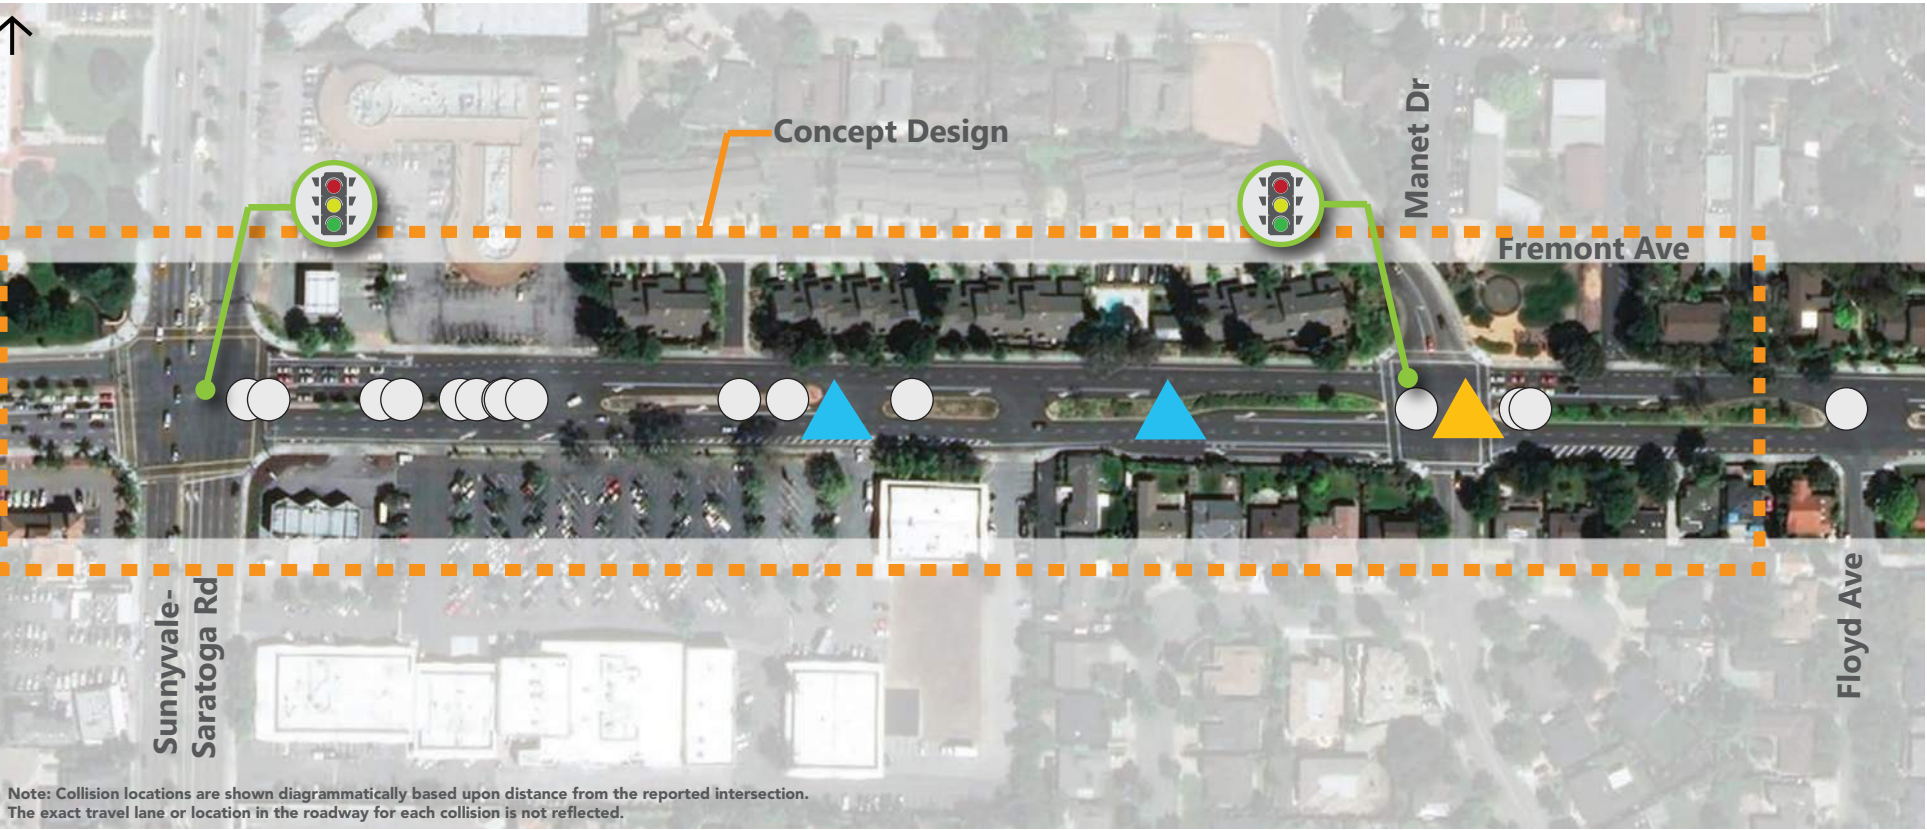 Concept Design
Manet Dr
Fremont Ave
Sunnyvale-
Saratoga Rd
Floyd Ave
Note: Collision locations are shown diagrammatically based upon distance from the reported intersection.
The exact travel lane or location in the roadway for each collision is not reflected.